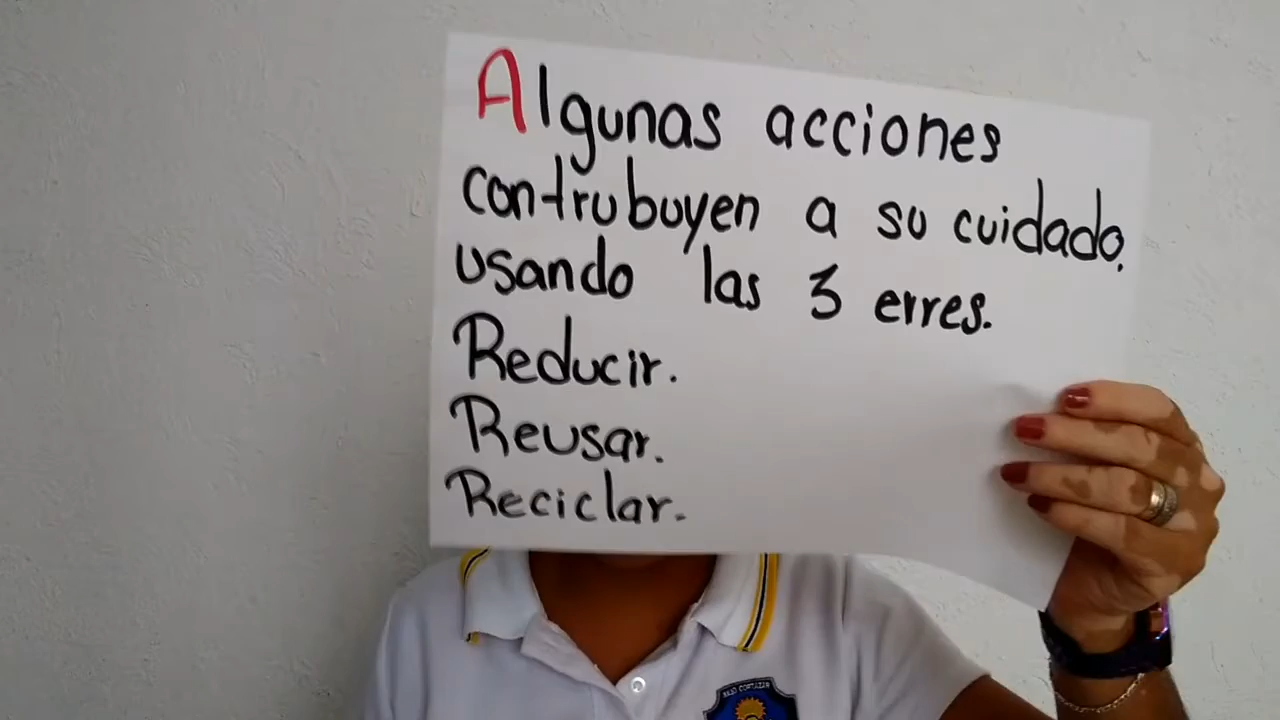 Algunas acciones
contrubuyen a su cuidado.
usando las 3 erres.
Reducir.
Reusar.
Reciclar.